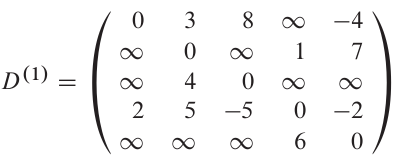 0 3 8 ∞ −4
∞ 0 ∞ 1 7
D(1) = ∞ 4 0 ∞ ∞
2 5 −5 0 −2
∞ ∞ ∞ 6 0